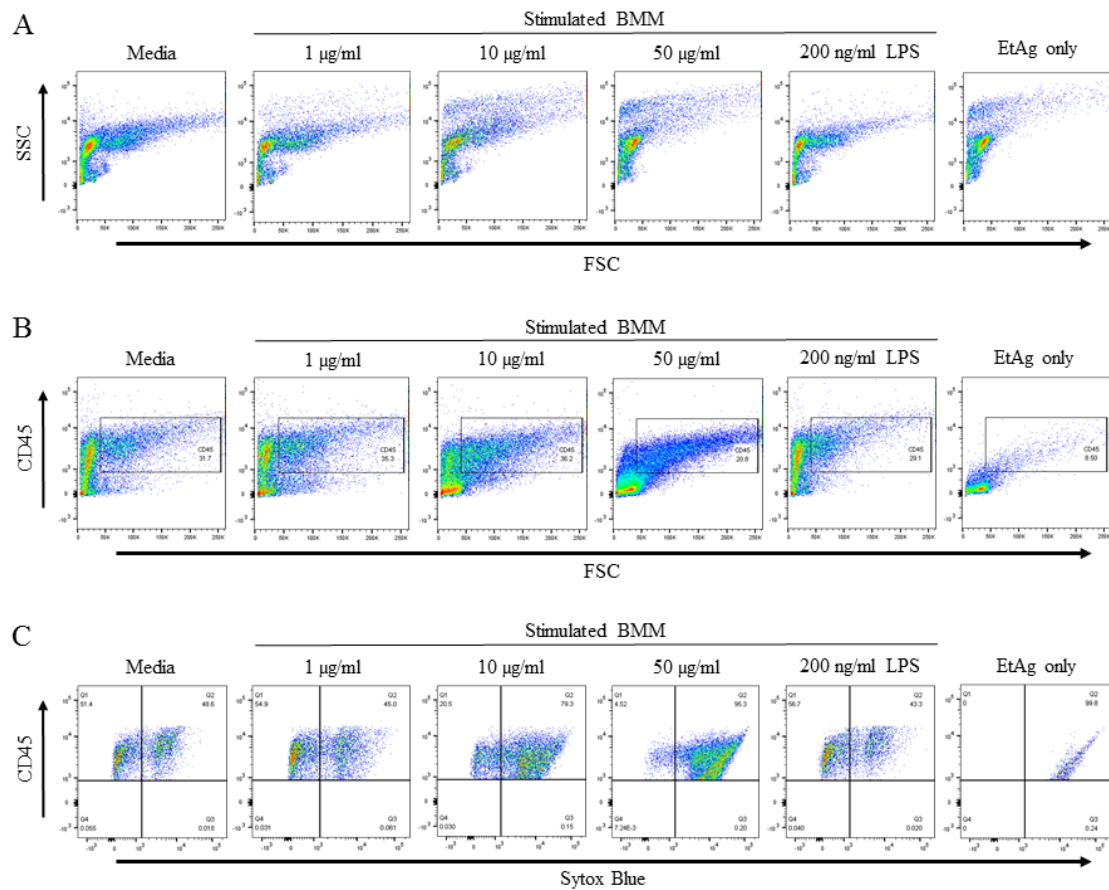 A
Stimulated BMM
Media
1 μg/ml
10 μg/ml
50 μg/ml
200 ng/ml LPS
EtAg only
SSC
FSC
B
Stimulated BMM
Media
1 μg/ml
10 μg/ml
50 μg/ml
200 ng/ml LPS
EtAg only
CD45
CD45
31.7
CD45
35.3
CD45
36.2
CD45
20.8
CD45
29.1
CD45
8.50
FSC
C
Stimulated BMM
Media
1 μg/ml
10 μg/ml
50 μg/ml
200 ng/ml LPS
EtAg only
CD45
Q1
51.4
Q2
48.6
Q4
0.055
Q3
0.018
Q1
54.9
Q2
45.0
Q4
0.031
Q3
0.061
Q1
20.5
Q2
79.3
Q4
0.030
Q3
0.15
Q1
4.52
Q2
95.3
Q4
7.24E-3
Q3
0.20
Q1
56.7
Q2
43.3
Q4
0.040
Q3
0.020
Q1
0
Q2
99.8
Q4
0
Q3
0.24
Sytox Blue